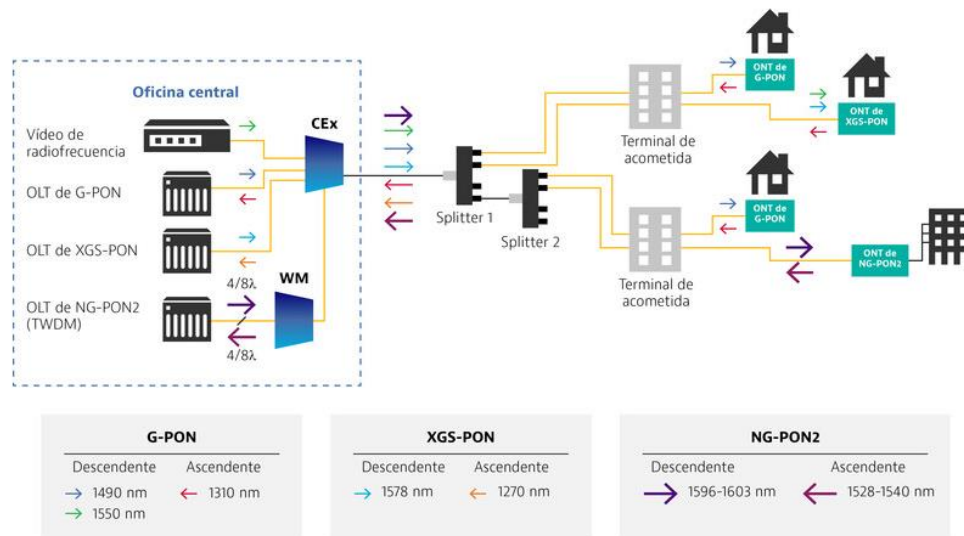 Oficina central
Vídeo de
radiofrecuencia
OLT de G-PON
OLT de XGS-PON
OLT de NG-PON2
(TWDM)
4/8λ
4/8λ
WM
CEx
Splitter 1
Splitter 2
Terminal de
acometida
Terminal de
acometida
ONT de
G-PON
ONT de
XGS-PON
ONT de
G-PON
ONT de
NG-PON2
G-PON
Descendente
Ascendente
1490 nm
1310 nm
1550 nm
XGS-PON
Descendente
Ascendente
1578 nm
1270 nm
NG-PON2
Descendente
Ascendente
1596-1603 nm
1528-1540 nm